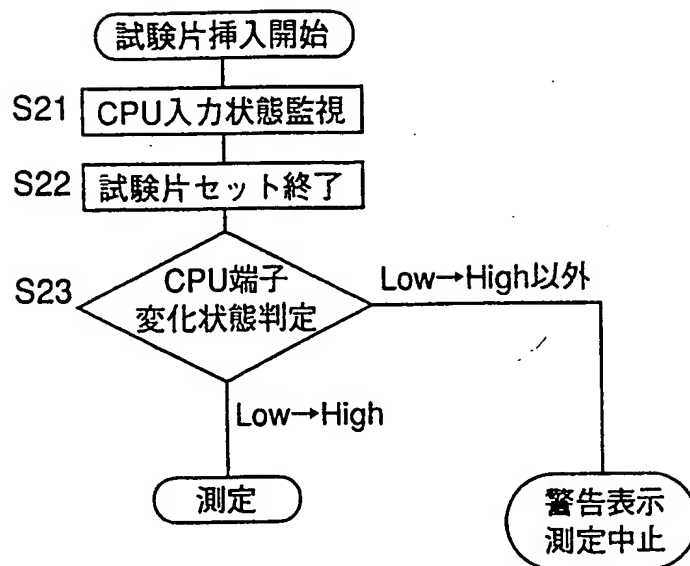 試験片挿入開始
S21 CPU入力状態監視
S22 試験片セット終了
S23 CPU端子
変化状態判定
Low→High以外
Low→High
測定
警告表示
測定中止